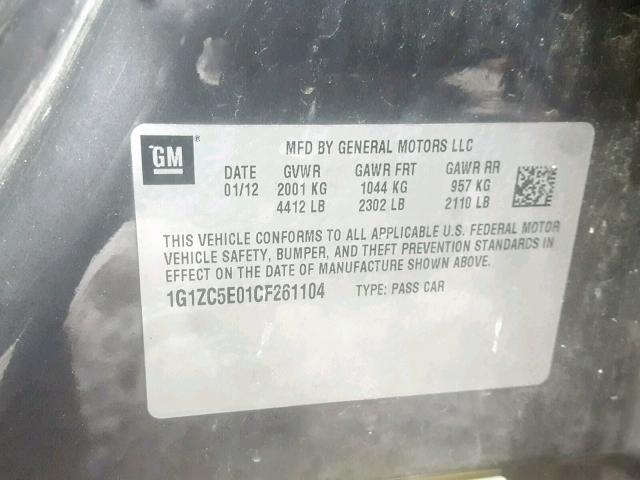 GM®
MFD BY GENERAL MOTORS LLC
DATE GVWR GAWR FRT GAWR RR
01/12 2001 KG 1044 KG 957 KG
4412 LB 2302 LB 2110 LB
THIS VEHICLE CONFORMS TO ALL APPLICABLE U.S. FEDERAL MOTOR
VEHICLE SAFETY, BUMPER, AND THEFT PREVENTION STANDARDS IN
EFFECT ON THE DATE OF MANUFACTURE SHOWN ABOVE.
1G1ZC5E01CF261104 TYPE: PASS CAR